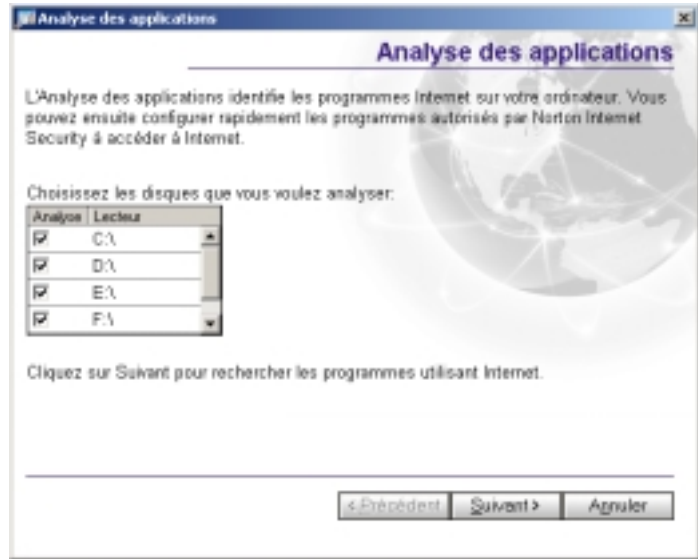 Analyse des applications
Analyse des applications
L'Analyse des applications identifie les programmes Internet sur votre ordinateur. Vous
pouvez ensuite configurer rapidement les programmes autorisés par Norton Internet
Security à accéder à Internet.
Choisissez les disques que vous voulez analyser:
Analyse Lecteur
C:\
D:\
E:\
F:\
Cliquez sur Suivant pour rechercher les programmes utilisant Internet.
< Précédent Suivant > Annuler